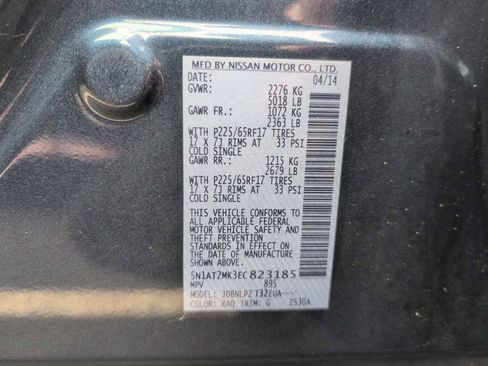 MFD BY NISSAN MOTOR CO., LTD.
DATE: 04/14
GVWR: 2276 KG
5018 LB
GAWR FR.: 1072 KG
2363 LB
WITH P225/65RF17 TIRES
17 X 7J RIMS AT 33 PSI
COLD SINGLE
GAWR RR.: 1215 KG
2679 LB
WITH P225/65RF17 TIRES
17 X 7J RIMS AT 33 PSI
COLD SINGLE
THIS VEHICLE CONFORMS TO
ALL APPLICABLE FEDERAL
MOTOR VEHICLE SAFETY AND
THEFT PREVENTION
STANDARDS IN EFFECT ON
THE DATE OF MANUFACTURE
SHOWN ABOVE.
5N1AT2MK3EC823185
MPV 895
MODEL: JDBNLPZ T32EUA---
COLOR: RAQ TRIM: G ZS30A